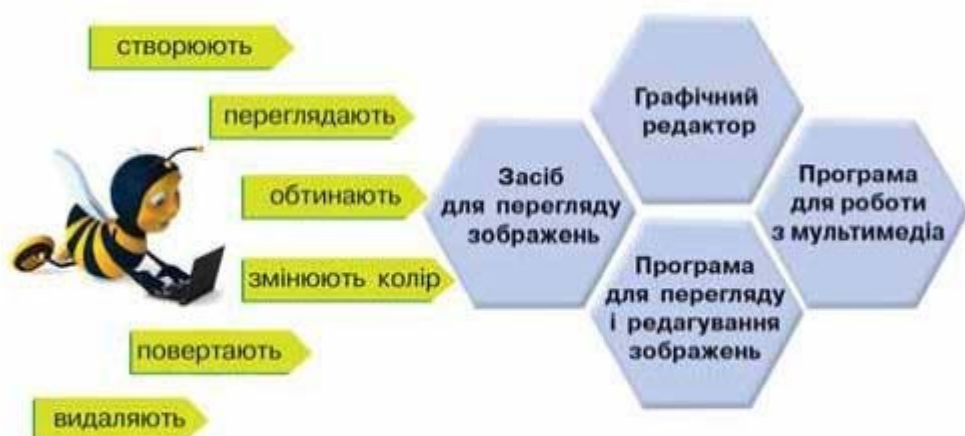 створюють
переглядають
обтинають
змінюють колір
повертають
видаляють
Засіб
для перегляду
зображень
Графічний
редактор
Програма
для перегляду
і редагування
зображень
Програма
для роботи
з мультимедіа